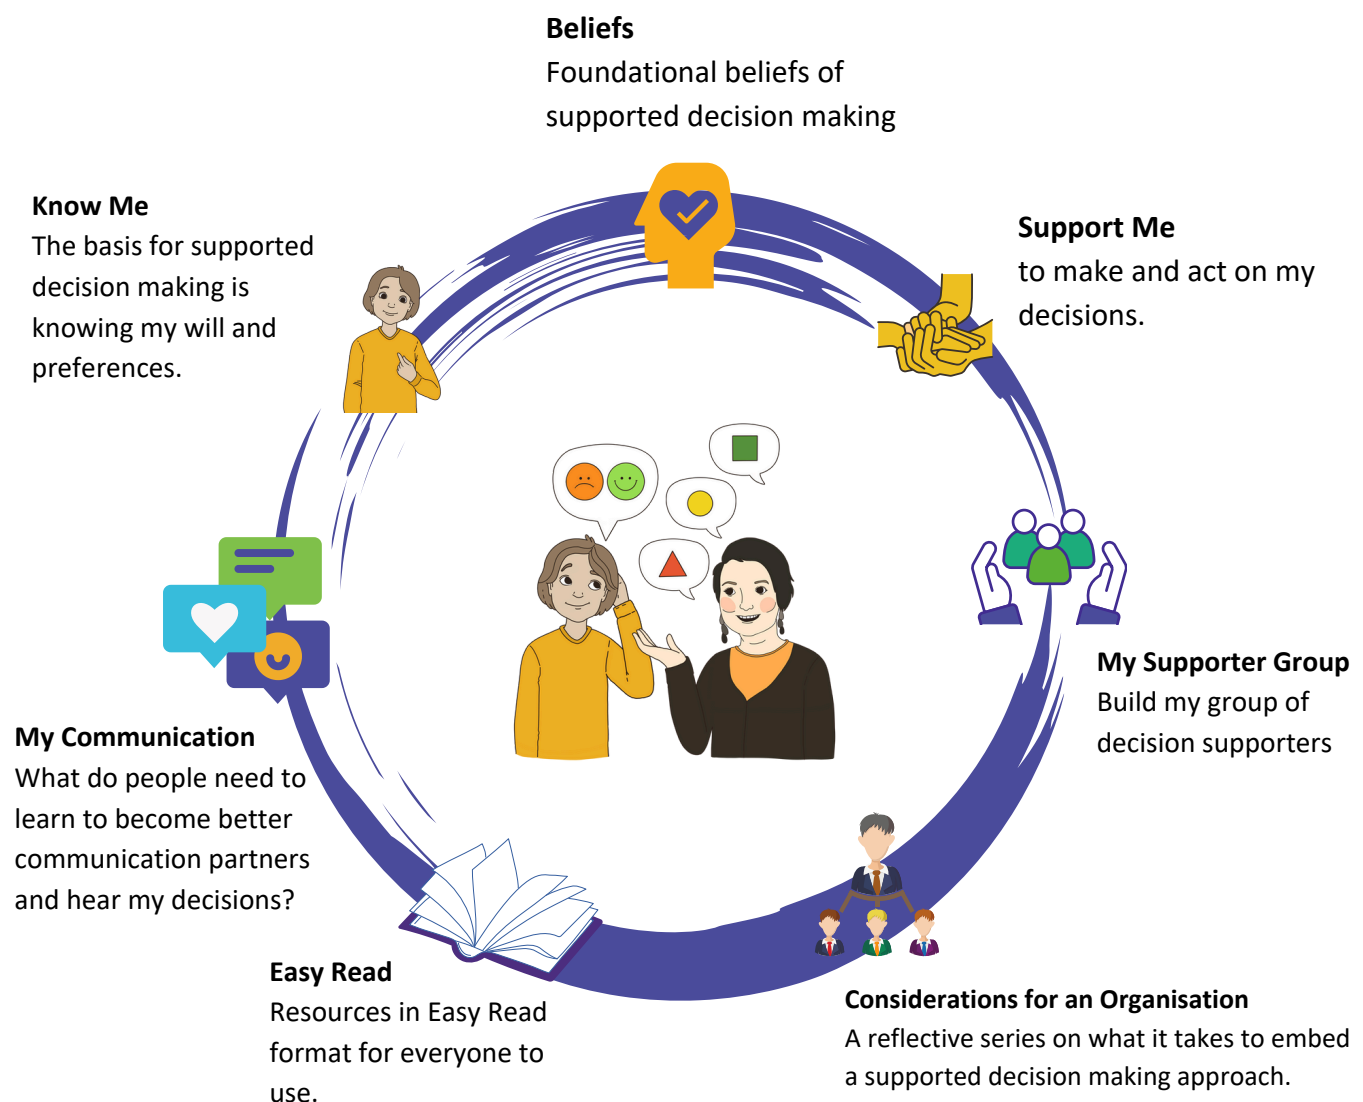 Beliefs
Foundational beliefs of
supported decision making
Support Me
to make and act on my
decisions.
My Supporter Group
Build my group of
decision supporters
Considerations for an Organisation
A reflective series on what it takes to embed
a supported decision making approach.
Easy Read
Resources in Easy Read
format for everyone to
use.
My Communication
What do people need to
learn to become better
communication partners
and hear my decisions?
Know Me
The basis for supported
decision making is
knowing my will and
preferences.